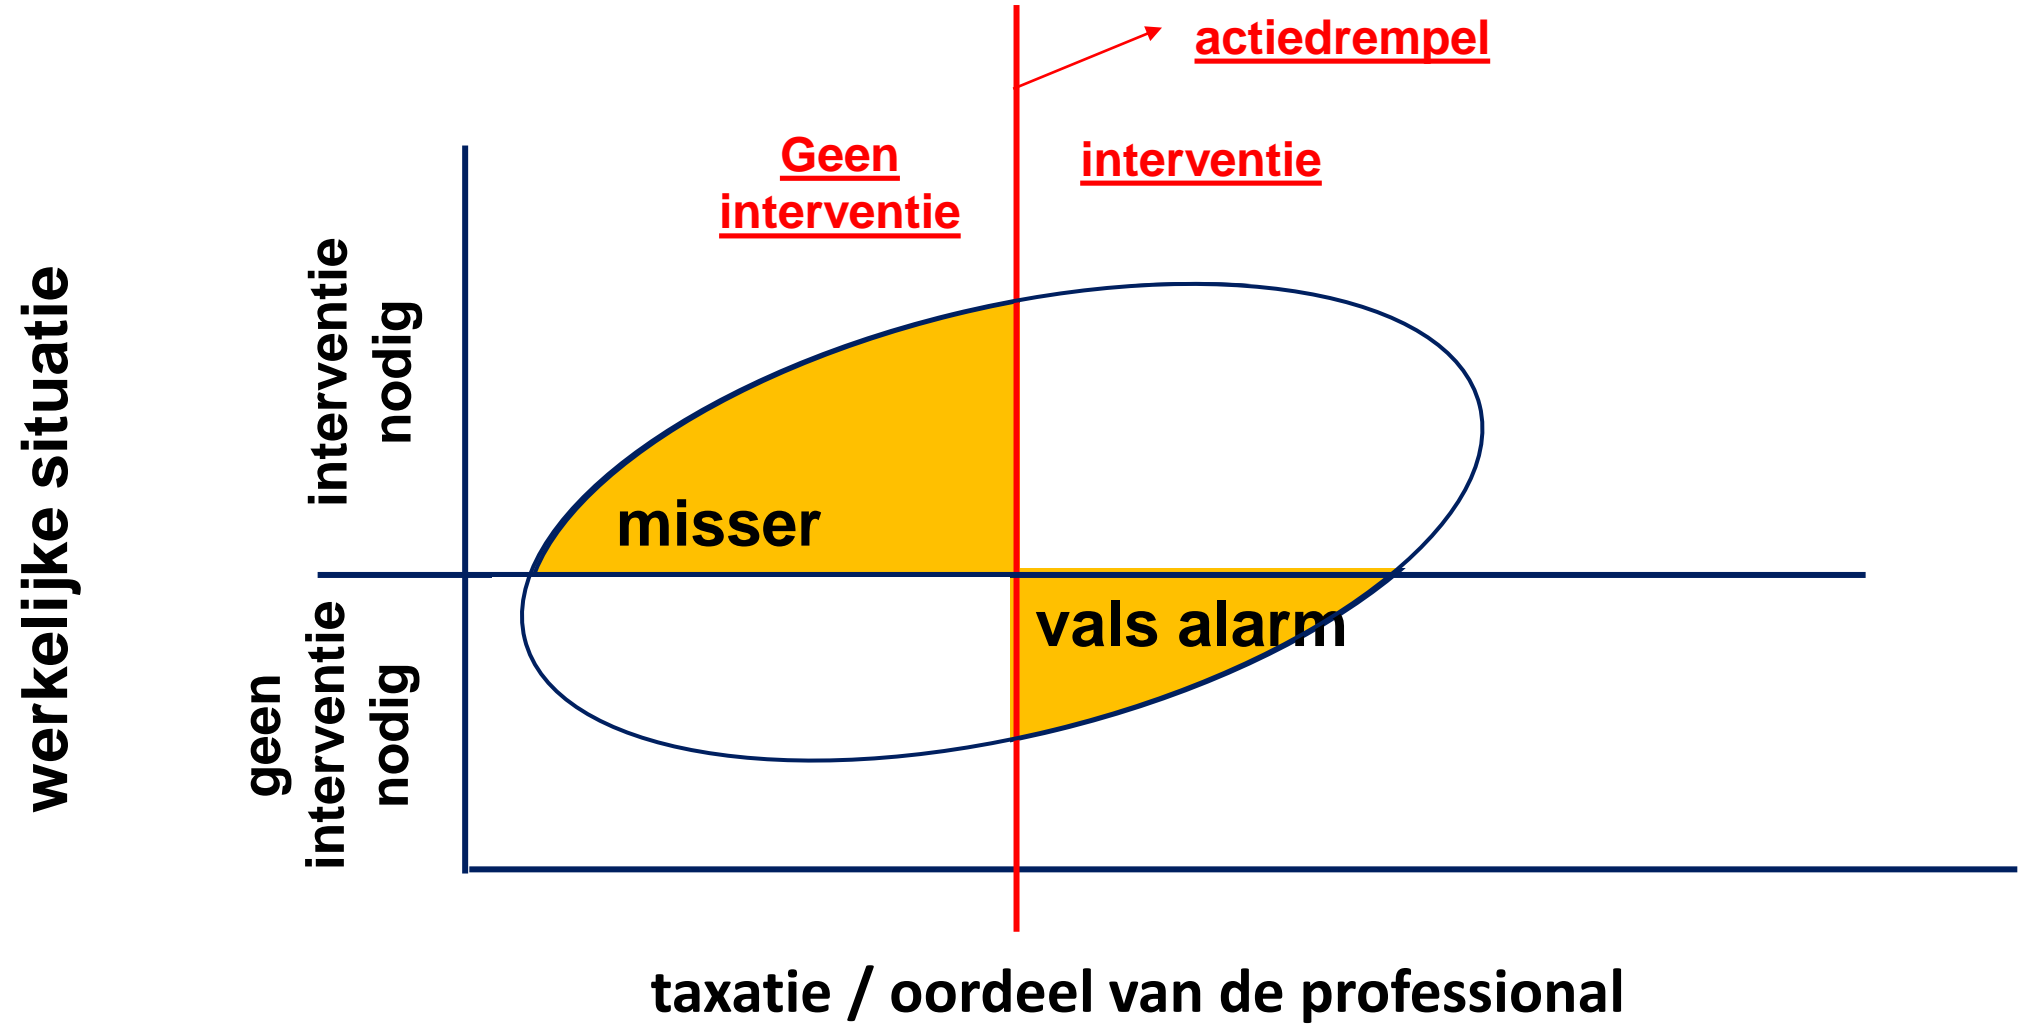 actiedrempel
Geen
interventie
interventie
werkelijke situatie
interventie
nodig
geen
interventie
nodig
misser
vals alarm
taxatie / oordeel van de professional